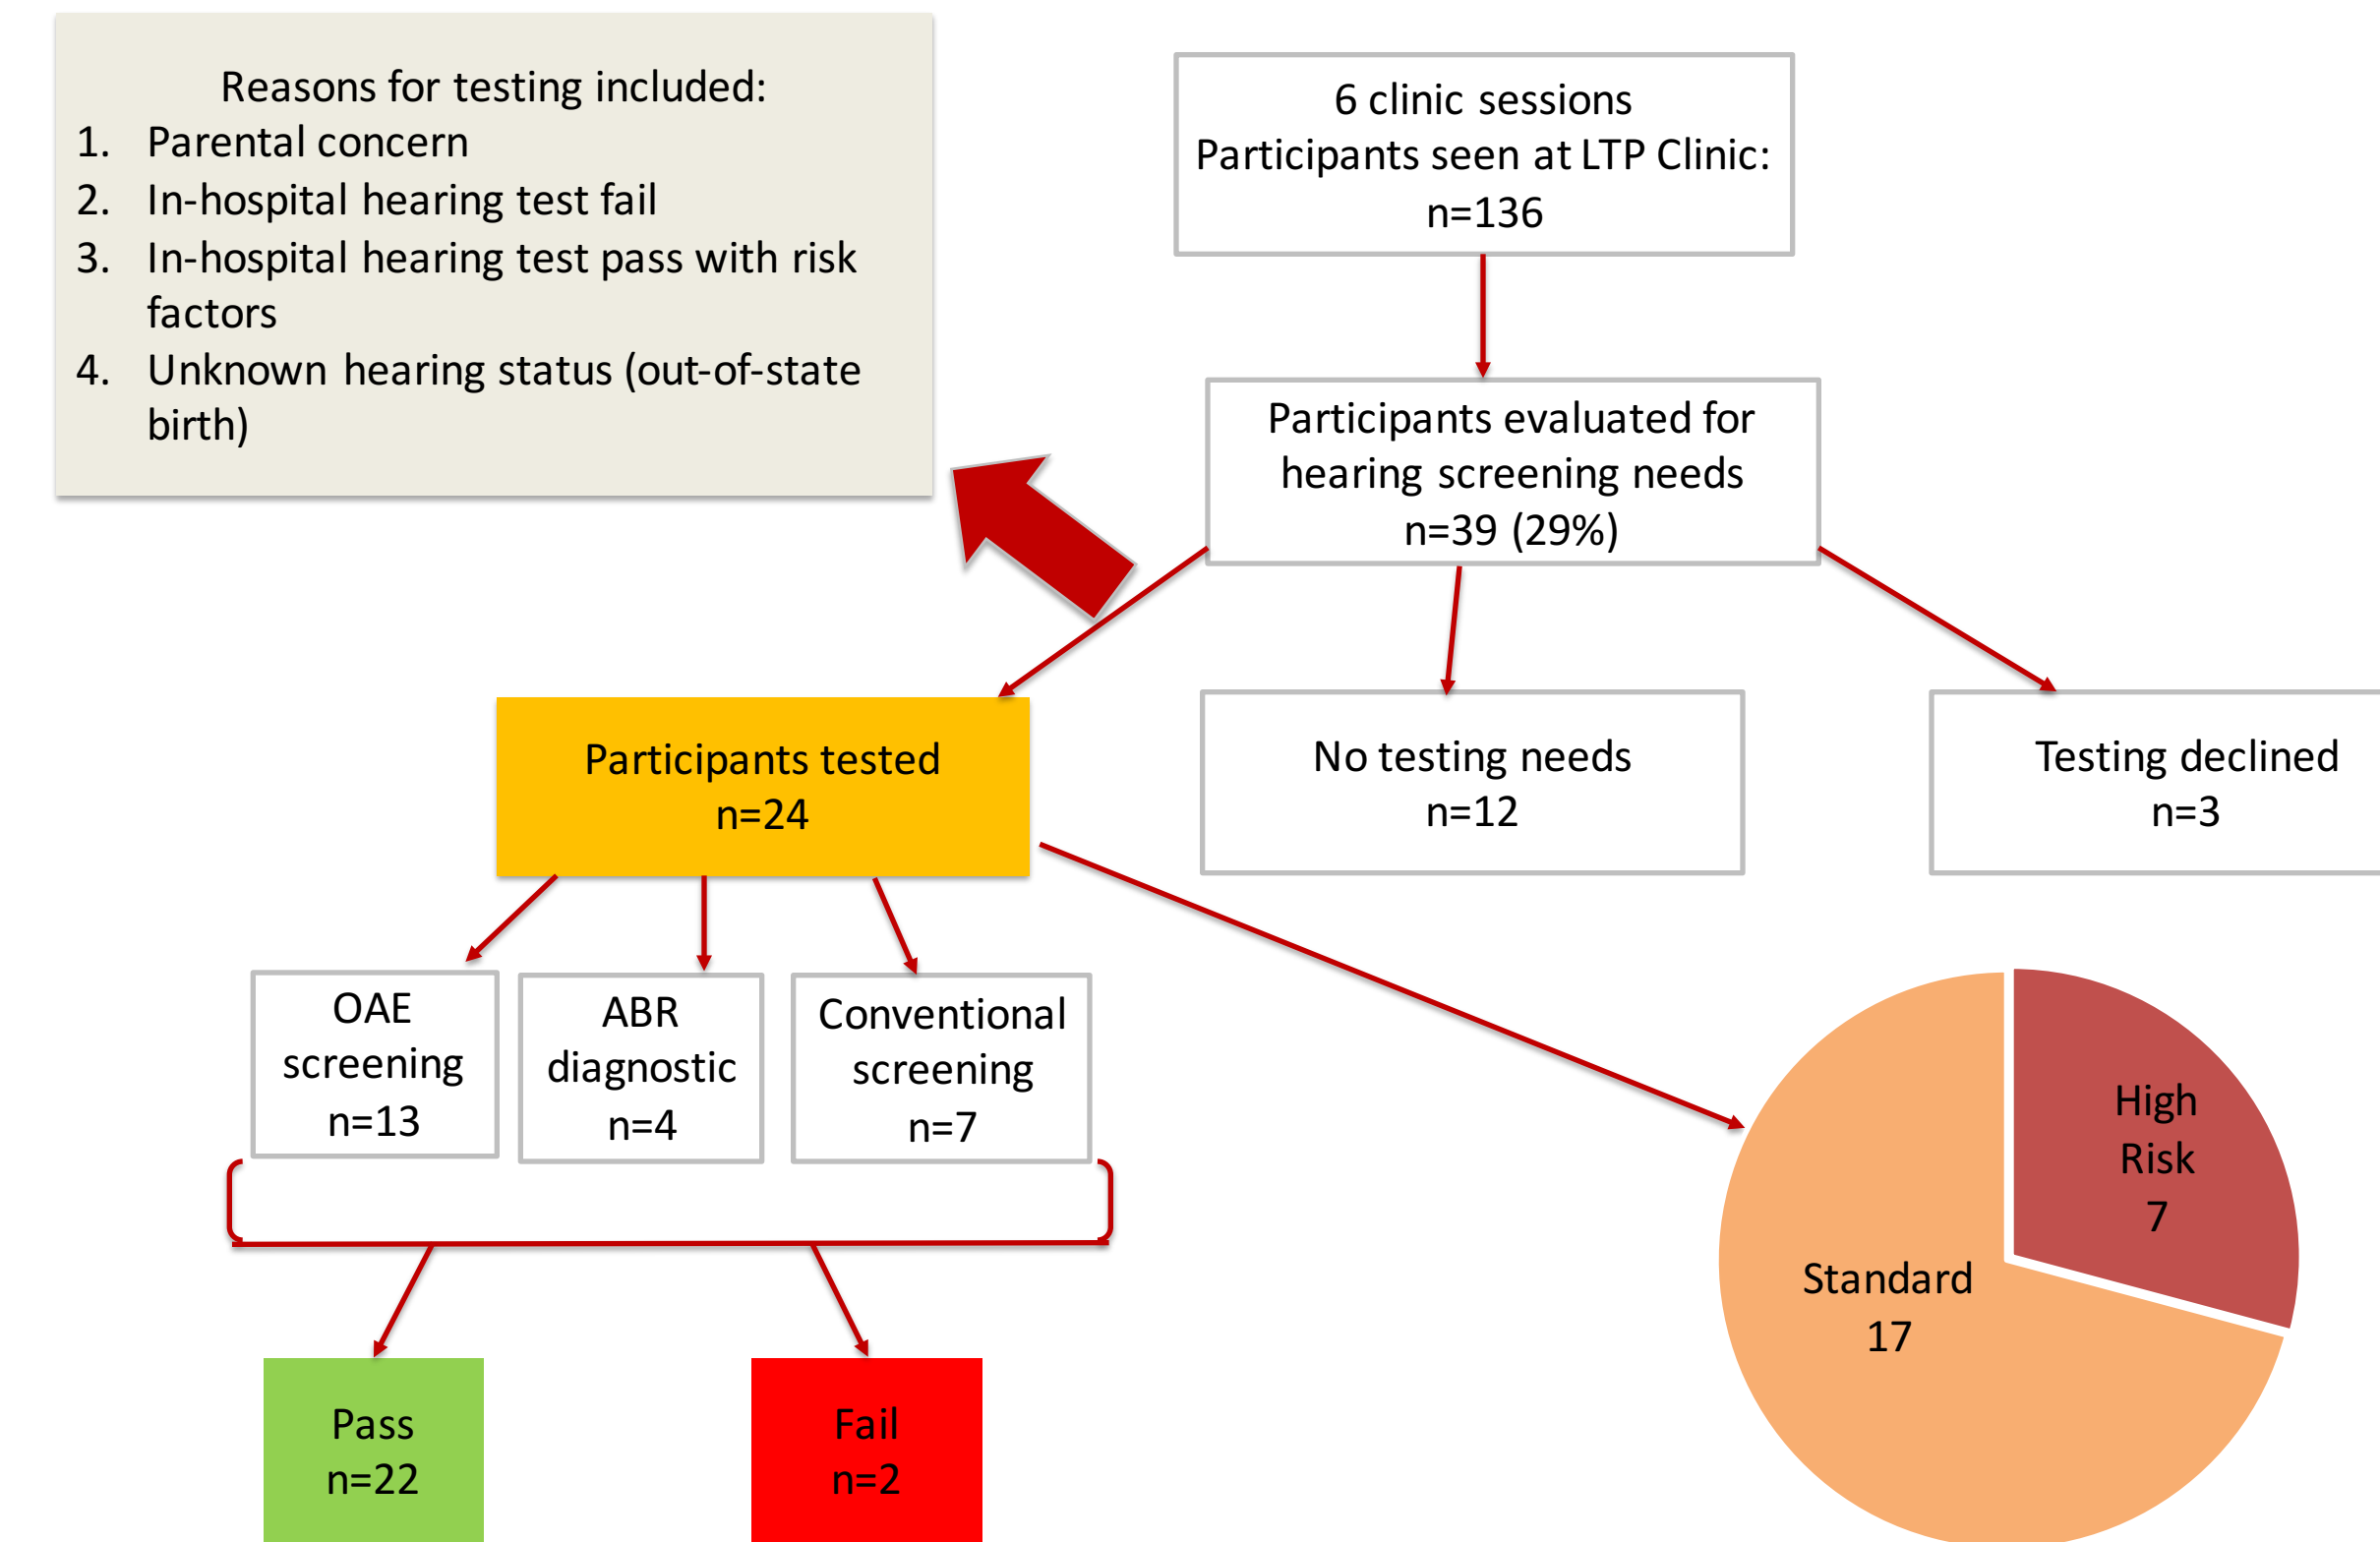 Reasons for testing included:
1. Parental concern
2. In-hospital hearing test fail
3. In-hospital hearing test pass with risk
factors
4. Unknown hearing status (out-of-state
birth)
6 clinic sessions
Participants seen at LTP Clinic:
n=136
Participants evaluated for
hearing screening needs
n=39 (29%)
Participants tested
n=24
No testing needs
n=12
Testing declined
n=3
OAE
screening
n=13
ABR
diagnostic
n=4
Conventional
screening
n=7
High
Risk
7
Standard
17
Pass
n=22
Fail
n=2